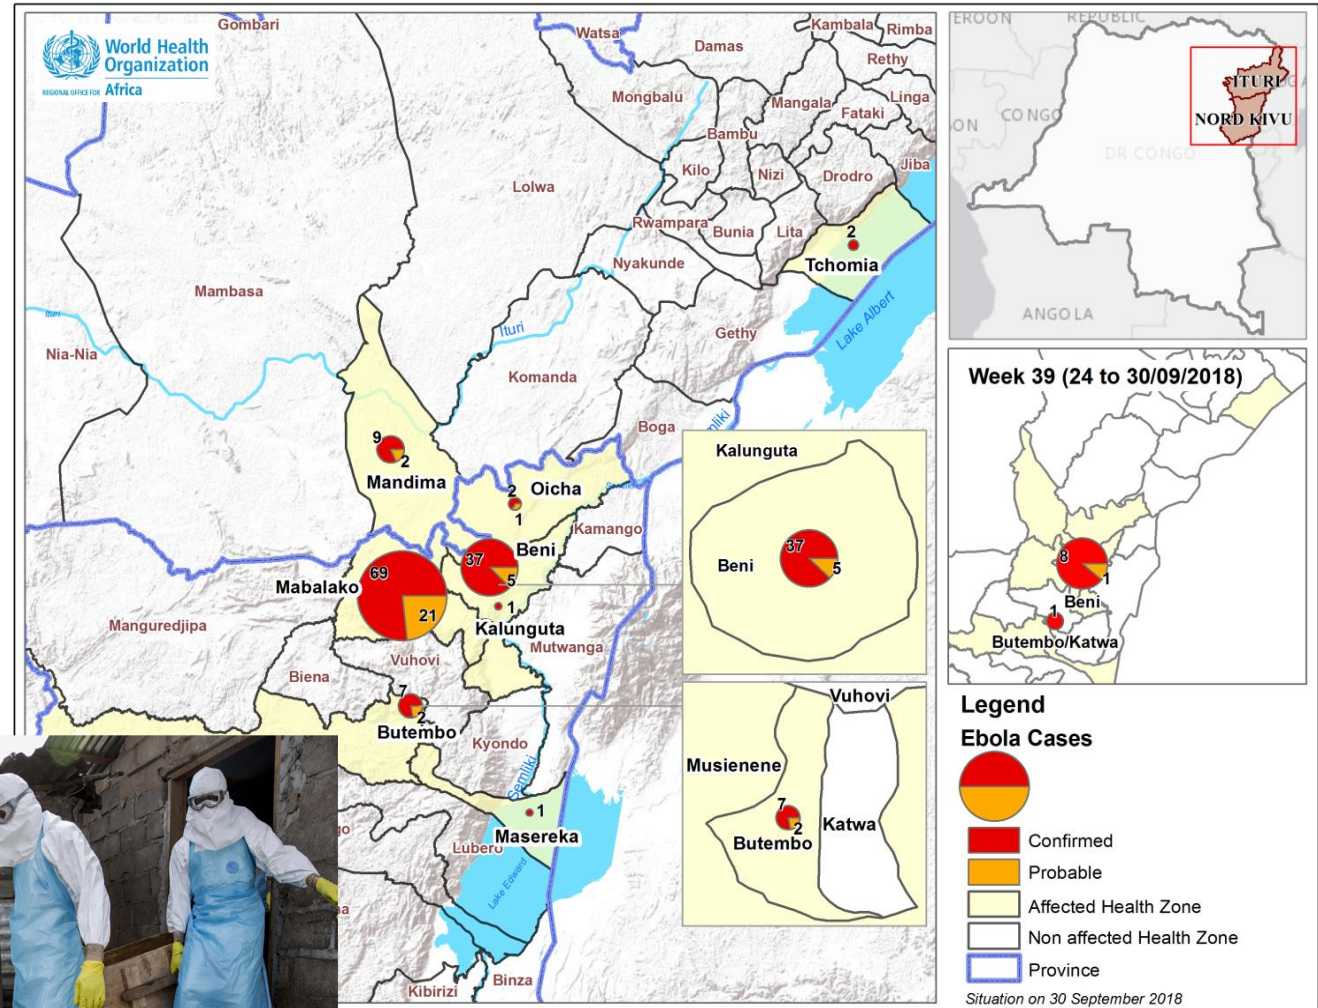 World Health
Organization
REGIONAL OFFICE FOR Africa
Gombari
Watsa
Kambala
Rimba
Damas
Rethy
Mongbalu
Mangala
Linga
Fataki
Bambu
Kilo
Nizi
Drodro
Jiba
Lolwa
Rwampara
Bunia
Lita
2
Tchomia
Nyakunde
Mambasa
Ituri
Nia-Nia
Ituri
Gethy
Lake Albert
Komanda
Boga
9
2
Mandima
2
Oicha
1
Kamango
Beni
37
5
69
21
Mabalako
1
Kalunguta
Manguredjipa
Mutwanga
Vuhovi
Biena
7
2
Butembo
Kyondo
Semliki
1
Masereka
Lubero
Lake Edward
Binza
Kibirizi
Kalunguta
37
Beni
5
Vuhovi
Musienene
7
2
Butembo
Katwa
REPUBLIC
CONGO
ITURI
NORD KIVU
DR CONGO
ANGOLA
Week 39 (24 to 30/09/2018)
8
1
Beni
1
Butembo/Katwa
Legend
Ebola Cases
Confirmed
Probable
Affected Health Zone
Non affected Health Zone
Province
Situation on 30 September 2018